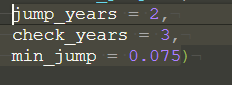 jump_years = 2,
check_years = 3,
min_jump = 0.075)